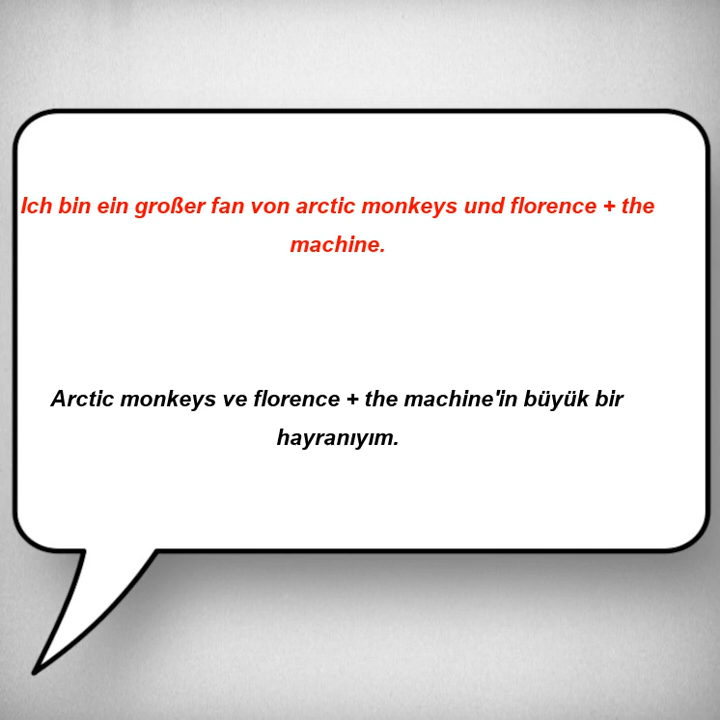 Ich bin ein großer fan von arctic monkeys und florence + the
machine.
Arctic monkeys ve florence + the machine'in büyük bir
hayranıyım.